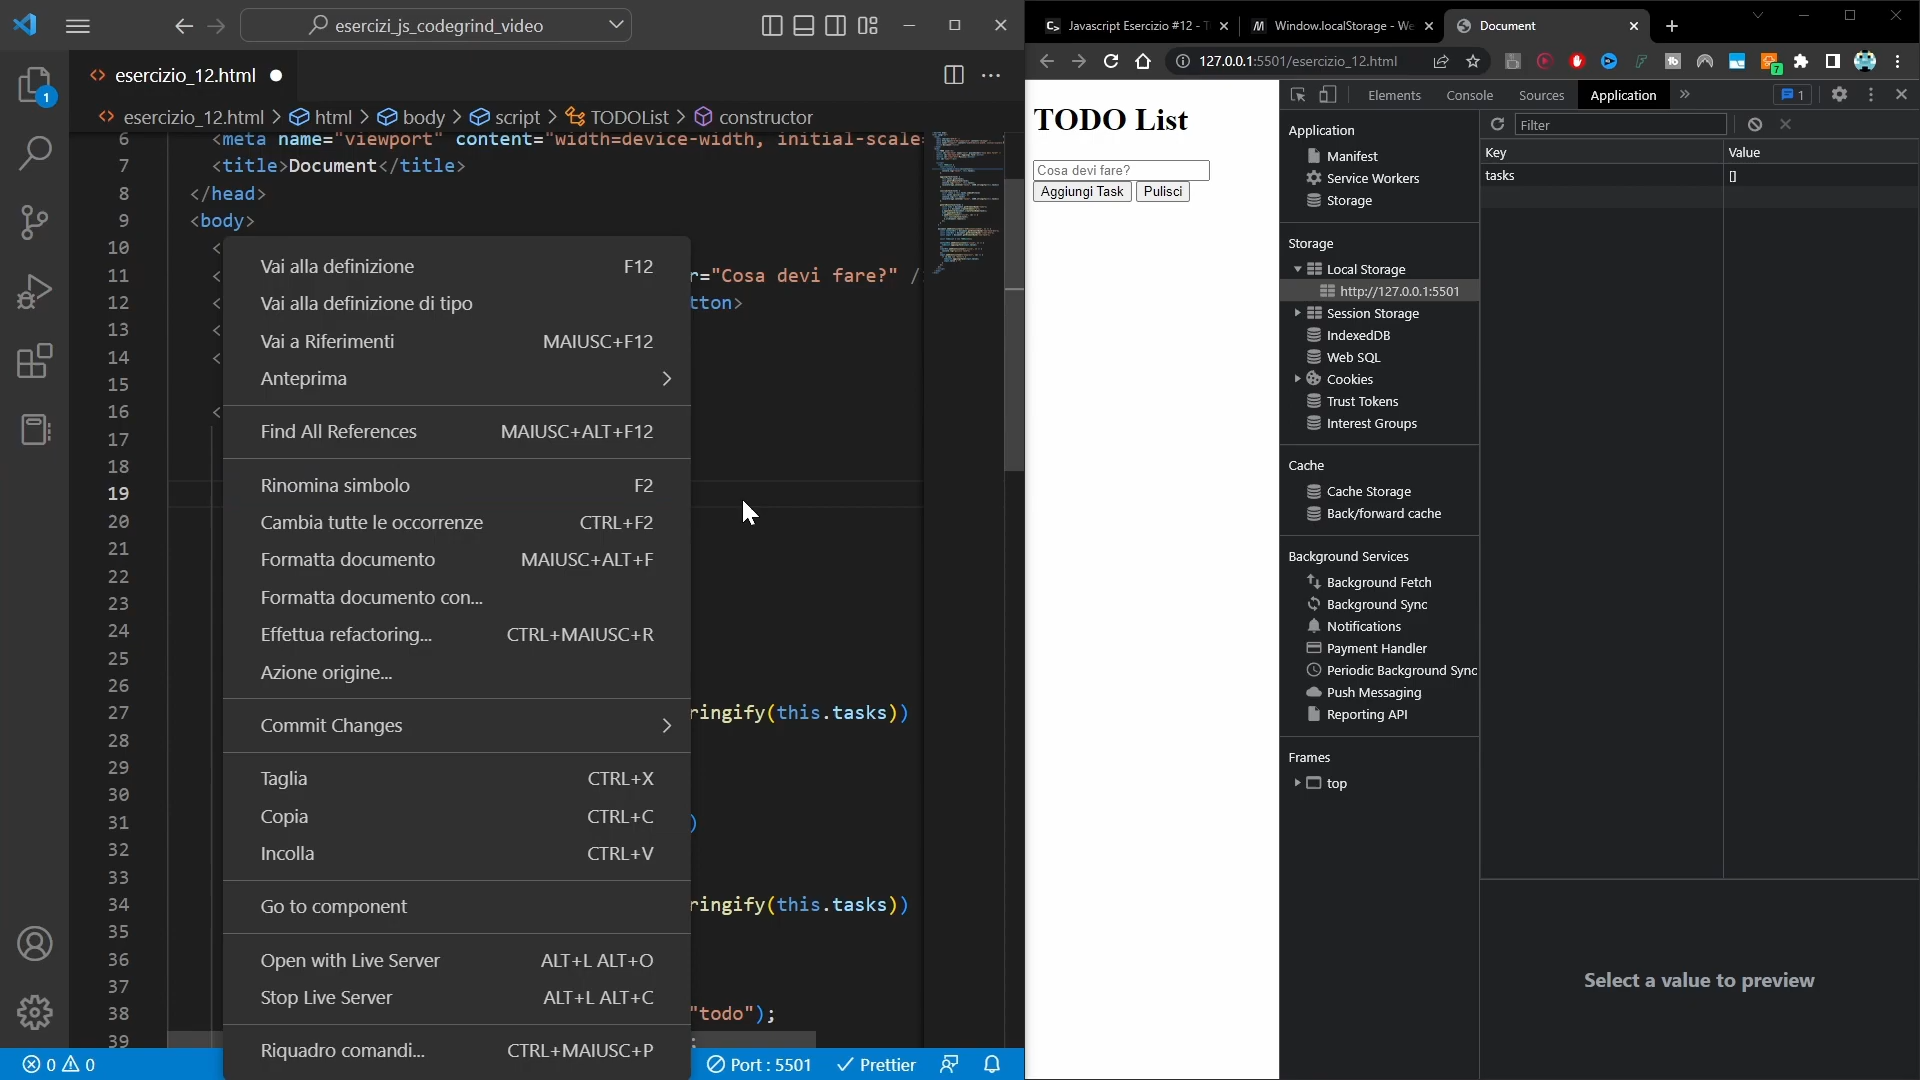 esercizi_js_codegrind_video
esercizio_12.html
esercizio_12.html > html > body > script > TODOList > constructor
6 <meta name="viewport" content="width=device-width, initial-scale
7 <title>Document</title>
8 </head>
9 <body>
10 <
11 < r="Cosa devi fare?" /
12 < tton>
13 <
14 <
15
16 <
17
18
19
20
21
22
23
24
25
26
27 ringify(this.tasks))
28
29
30
31 )
32
33
34 ringify(this.tasks))
35
36
37
38 "todo");
39
1
Vai alla definizione F12
Vai alla definizione di tipo
Vai a Riferimenti MAIUSC+F12
Anteprima
Find All References MAIUSC+ALT+F12
Rinomina simbolo F2
Cambia tutte le occorrenze CTRL+F2
Formatta documento MAIUSC+ALT+F
Formatta documento con...
Effettua refactoring... CTRL+MAIUSC+R
Azione origine...
Commit Changes
Taglia CTRL+X
Copia CTRL+C
Incolla CTRL+V
Go to component
Open with Live Server ALT+L ALT+O
Stop Live Server ALT+L ALT+C
Riquadro comandi... CTRL+MAIUSC+P
0 0
Port : 5501 Prettier
Javascript Esercizio #12 - T
Window.localStorage - We
Document
127.0.0.1:5501/esercizio_12.html
7
TODO List
Cosa devi fare?
Aggiungi Task Pulisci
Elements Console Sources Application » 1
Application
Manifest
Service Workers
Storage
Storage
Local Storage
http://127.0.0.1:5501
Session Storage
IndexedDB
Web SQL
Cookies
Trust Tokens
Interest Groups
Cache
Cache Storage
Back/forward cache
Background Services
Background Fetch
Background Sync
Notifications
Payment Handler
Periodic Background Sync
Push Messaging
Reporting API
Frames
top
Filter
Key Value
tasks []
Select a value to preview